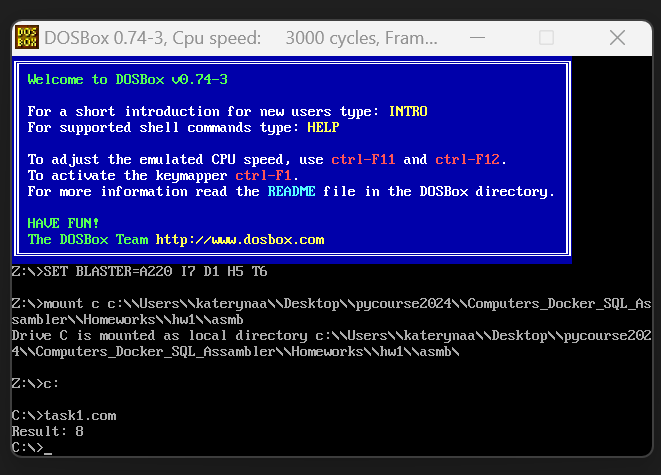 DOS
BOX
DOSBox 0.74-3, Cpu speed:    3000 cycles, Fram...
Welcome to DOSBox v0.74-3
For a short introduction for new users type: INTRO
For supported shell commands type: HELP
To adjust the emulated CPU speed, use ctrl-F11 and ctrl-F12.
To activate the keymapper ctrl-F1.
For more information read the README file in the DOSBox directory.
HAVE FUN!
The DOSBox Team http://www.dosbox.com
Z:\>SET BLASTER=A220 I7 D1 H5 T6
Z:\>mount c c:\\Users\\katerynaa\\Desktop\\pycourse2024\\Computers_Docker_SQL_As
sambler\\Homeworks\\hw1\\asmb
Drive C is mounted as local directory c:\\Users\\katerynaa\\Desktop\\pycourse202
4\\Computers_Docker_SQL_Assambler\\Homeworks\\hw1\\asmb\
Z:\>c:
C:\>task1.com
Result: 8
C:\>_